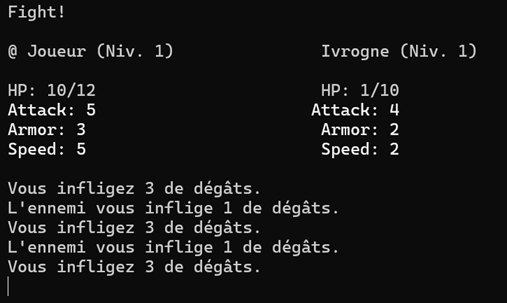 Fight!
@ Joueur (Niv. 1) Ivrogne (Niv. 1)
HP: 10/12 HP: 1/10
Attack: 5 Attack: 4
Armor: 3 Armor: 2
Speed: 5 Speed: 2
Vous infligez 3 de dégâts.
L'ennemi vous inflige 1 de dégâts.
Vous infligez 3 de dégâts.
L'ennemi vous inflige 1 de dégâts.
Vous infligez 3 de dégâts.